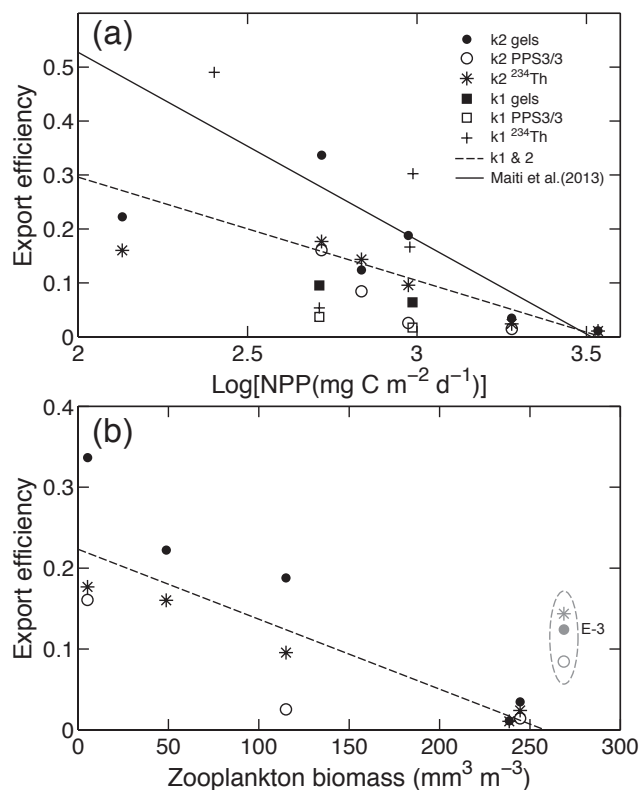 (a)
k2 gels
k2 PPS3/3
k2 ²³⁴Th
k1 gels
k1 PPS3/3
k1 ²³⁴Th
k1 & 2
Maiti et al.(2013)
0.5
0.4
0.3
0.2
0.1
0
Export efficiency
2 2.5 3 3.5
Log[NPP(mg C m⁻² d⁻¹)]
(b)
0.4
0.3
0.2
0.1
0
Export efficiency
E-3
0 50 100 150 200 250 300
Zooplankton biomass (mm³ m⁻³)